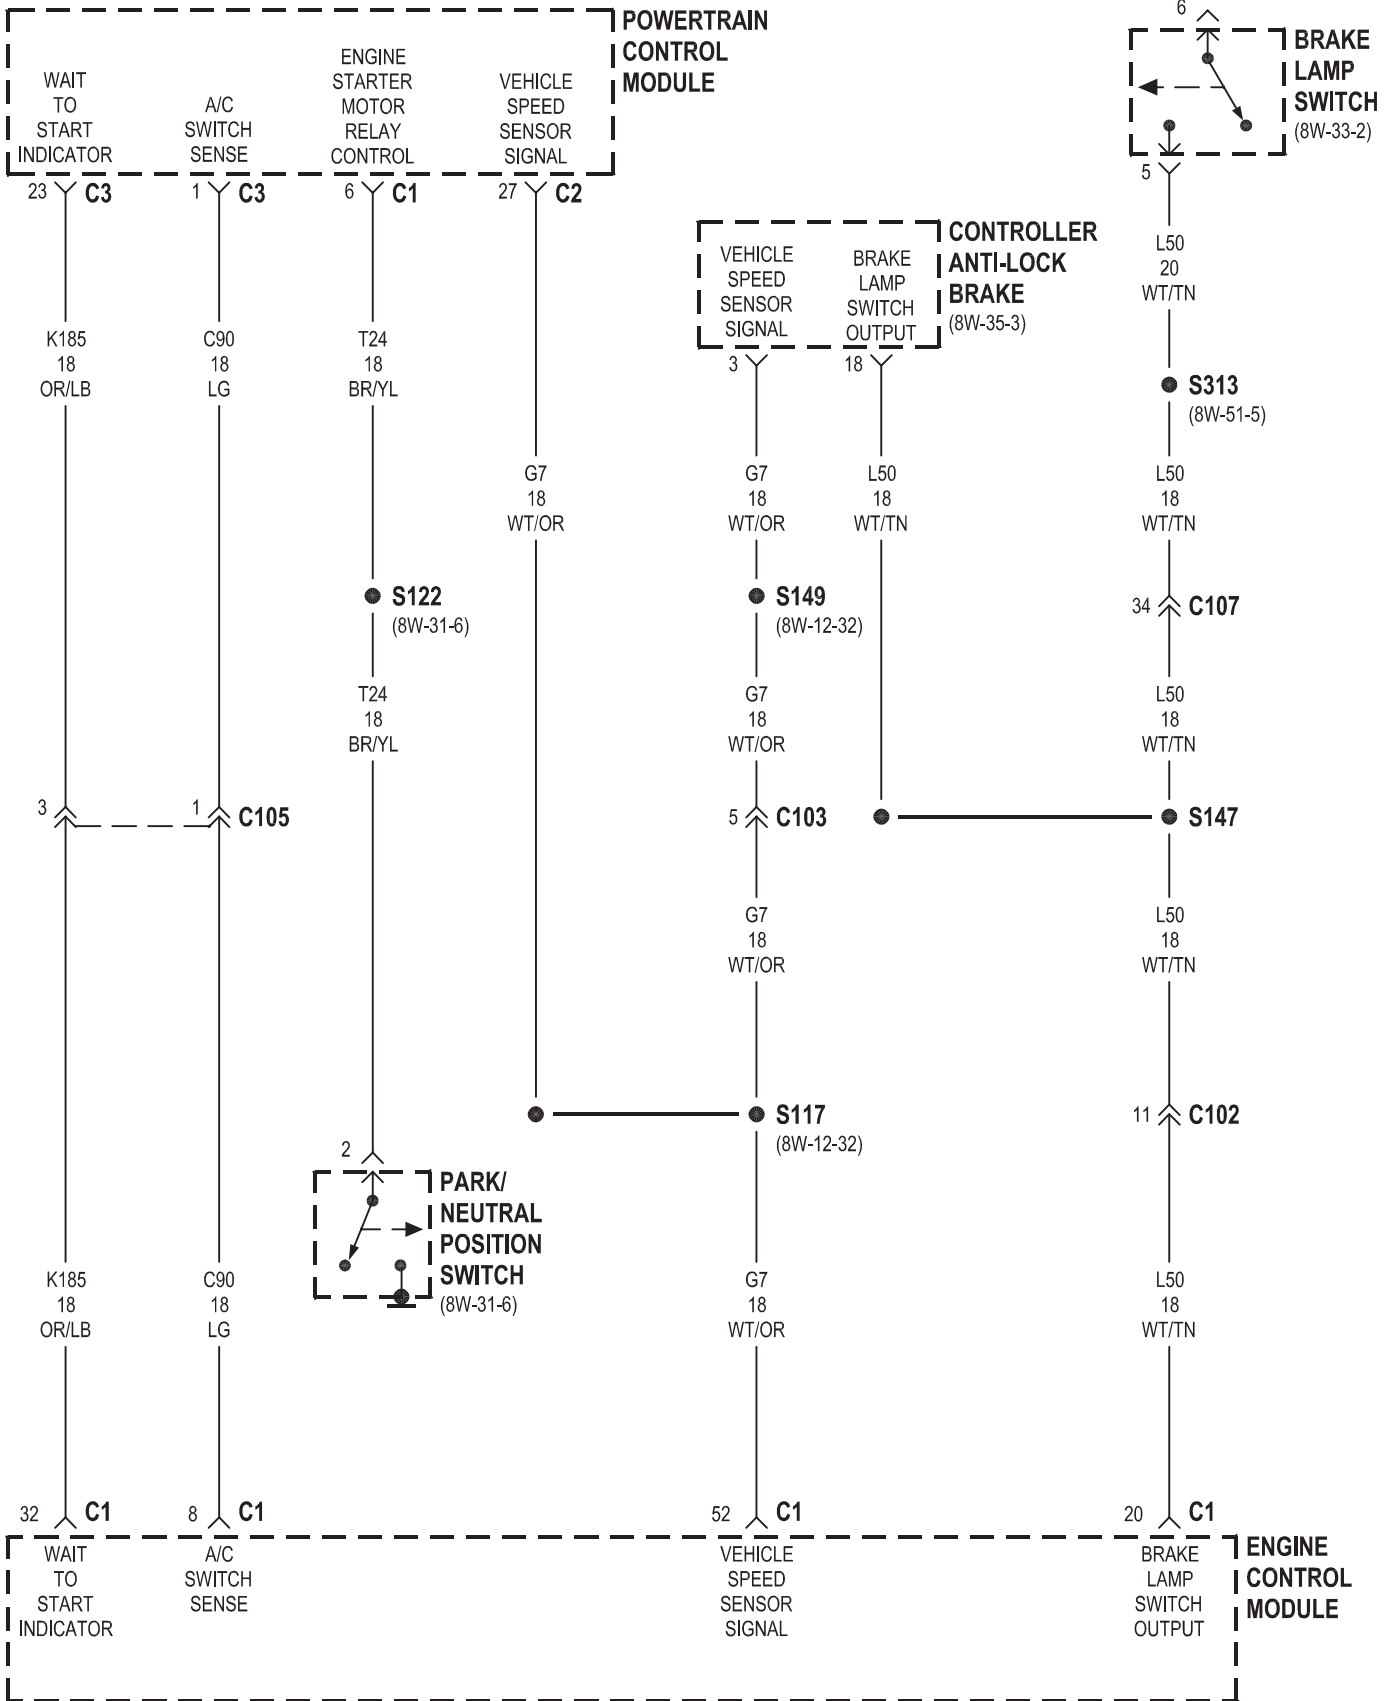 POWERTRAIN
CONTROL
MODULE
WAIT
TO
START
INDICATOR
A/C
SWITCH
SENSE
ENGINE
STARTER
MOTOR
RELAY
CONTROL
VEHICLE
SPEED
SENSOR
SIGNAL
23 C3
1 C3
6 C1
27 C2
6
BRAKE
LAMP
SWITCH
(8W-33-2)
5
L50
20
WT/TN
CONTROLLER
ANTI-LOCK
BRAKE
(8W-35-3)
VEHICLE
SPEED
SENSOR
SIGNAL
BRAKE
LAMP
SWITCH
OUTPUT
3
18
K185
18
OR/LB
C90
18
LG
T24
18
BR/YL
S313
(8W-51-5)
G7
18
WT/OR
G7
18
WT/OR
L50
18
WT/TN
L50
18
WT/TN
S122
(8W-31-6)
S149
(8W-12-32)
34 C107
T24
18
BR/YL
G7
18
WT/OR
L50
18
WT/TN
3
1 C105
5 C103
S147
G7
18
WT/OR
L50
18
WT/TN
S117
(8W-12-32)
11 C102
2
PARK/
NEUTRAL
POSITION
SWITCH
(8W-31-6)
K185
18
OR/LB
C90
18
LG
G7
18
WT/OR
L50
18
WT/TN
32 C1
8 C1
52 C1
20 C1
WAIT
TO
START
INDICATOR
A/C
SWITCH
SENSE
VEHICLE
SPEED
SENSOR
SIGNAL
BRAKE
LAMP
SWITCH
OUTPUT
ENGINE
CONTROL
MODULE